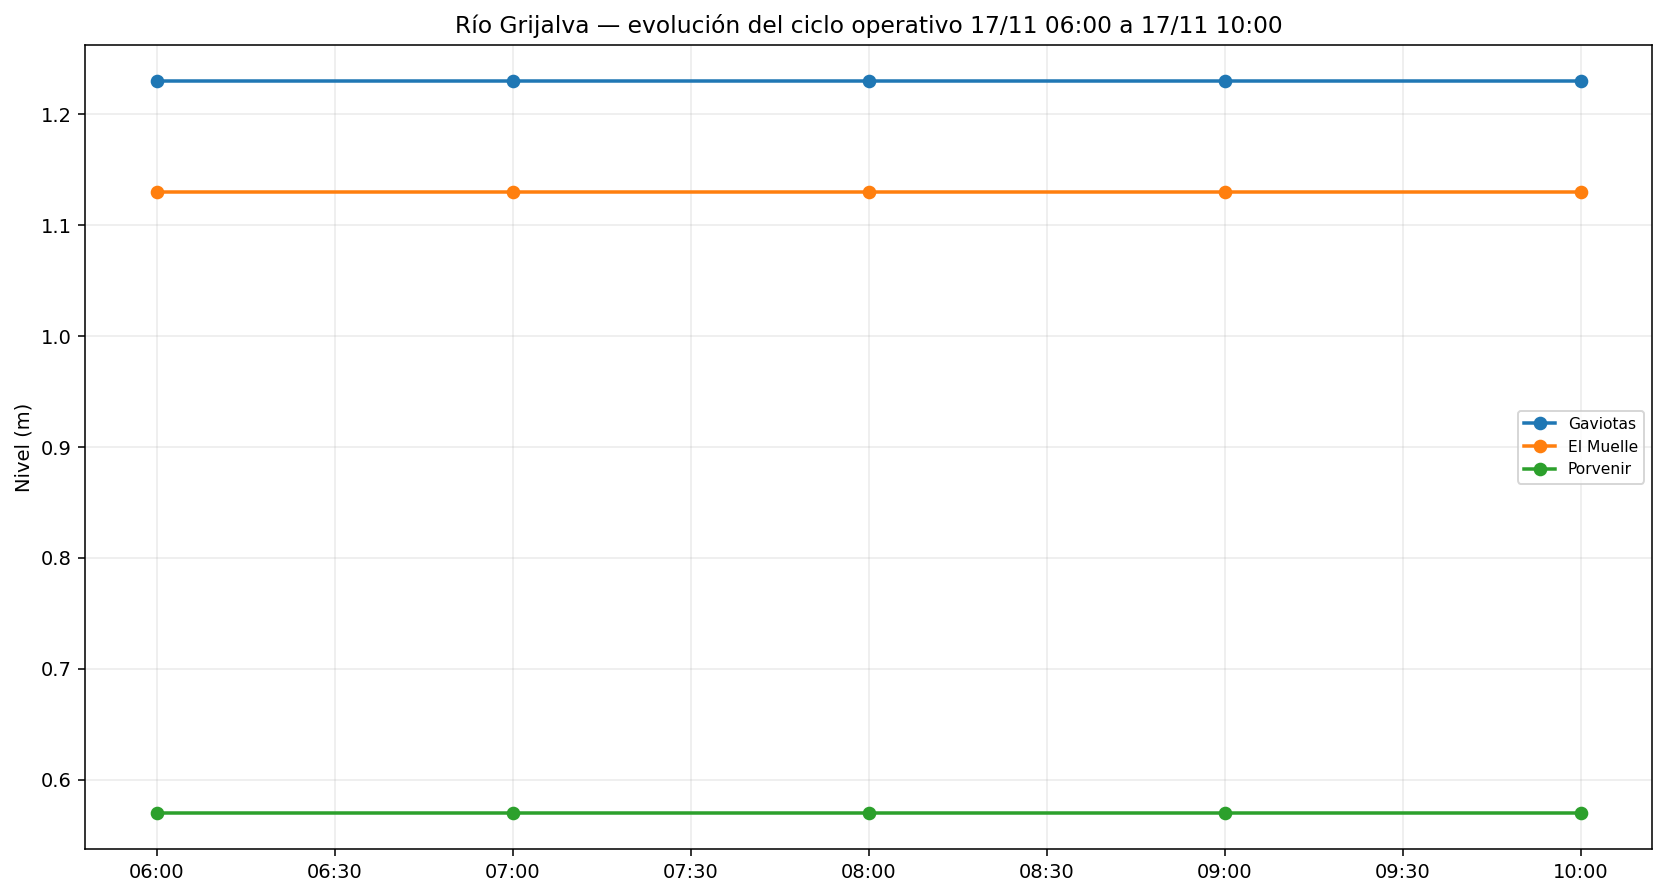 Río Grijalva — evolución del ciclo operativo 17/11 06:00 a 17/11 10:00
Nivel (m)
1.2
1.1
1.0
0.9
0.8
0.7
0.6
Gaviotas
El Muelle
Porvenir
06:00 06:30 07:00 07:30 08:00 08:30 09:00 09:30 10:00